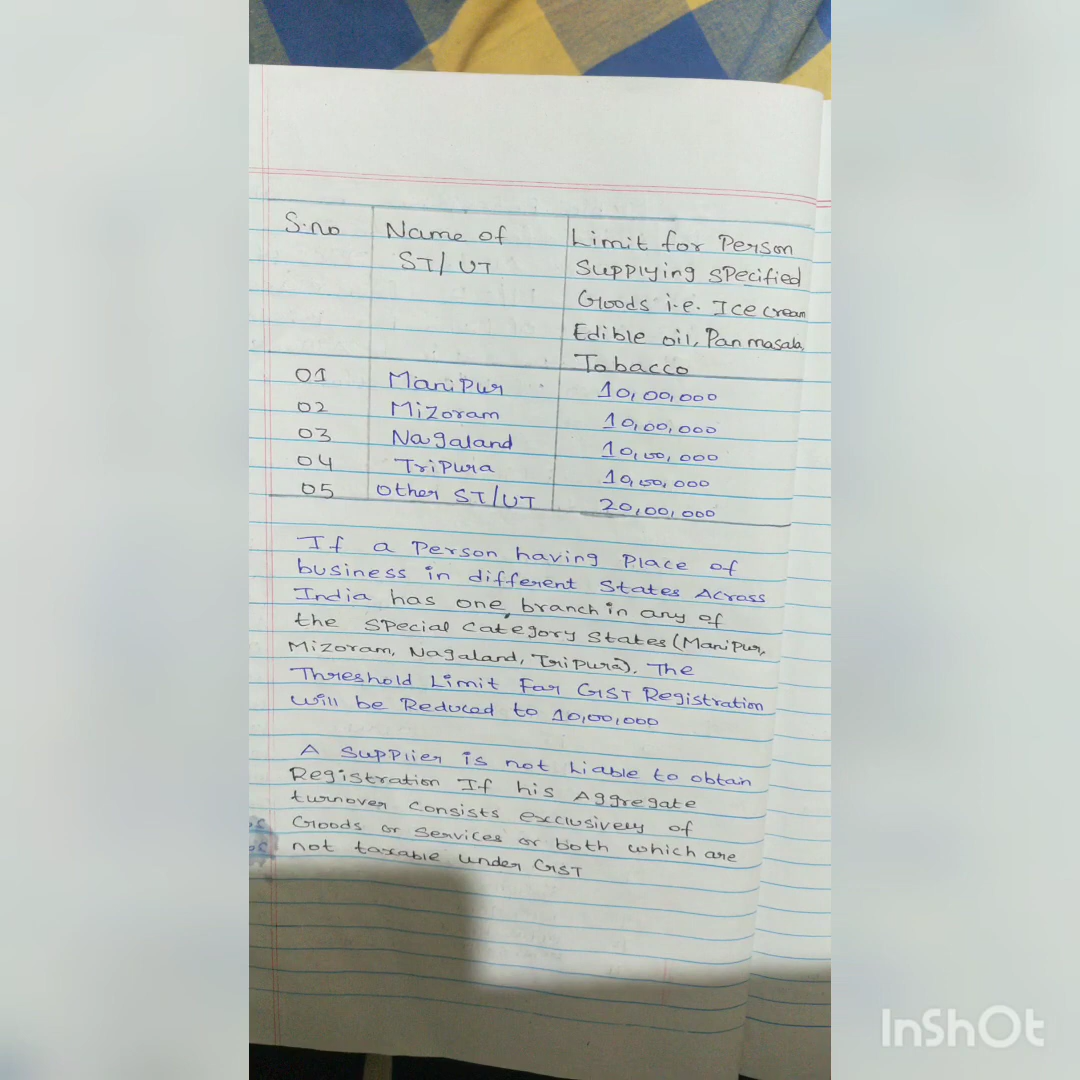 S.no Name of ST/UT Limit for Person
Supplying specified
Goods i.e. Ice cream
Edible oil, Pan masala,
Tobacco
01 Manipur 10,00,000
02 Mizoram 10,00,000
03 Nagaland 10,00,000
04 Tripura 10,00,000
05 Other ST/UT 20,00,000
If a Person having Place of
business in different States Across
India has one branch in any of
the Special Category States (Manipur,
Mizoram, Nagaland, Tripura). The
Threshold Limit For GST Registration
will be Reduced to 10,00,000
A Supplier is not Liable to obtain
Registration If his Aggregate
turnover consists exclusively of
Goods or services or both which are
not taxable under GST
InShOt